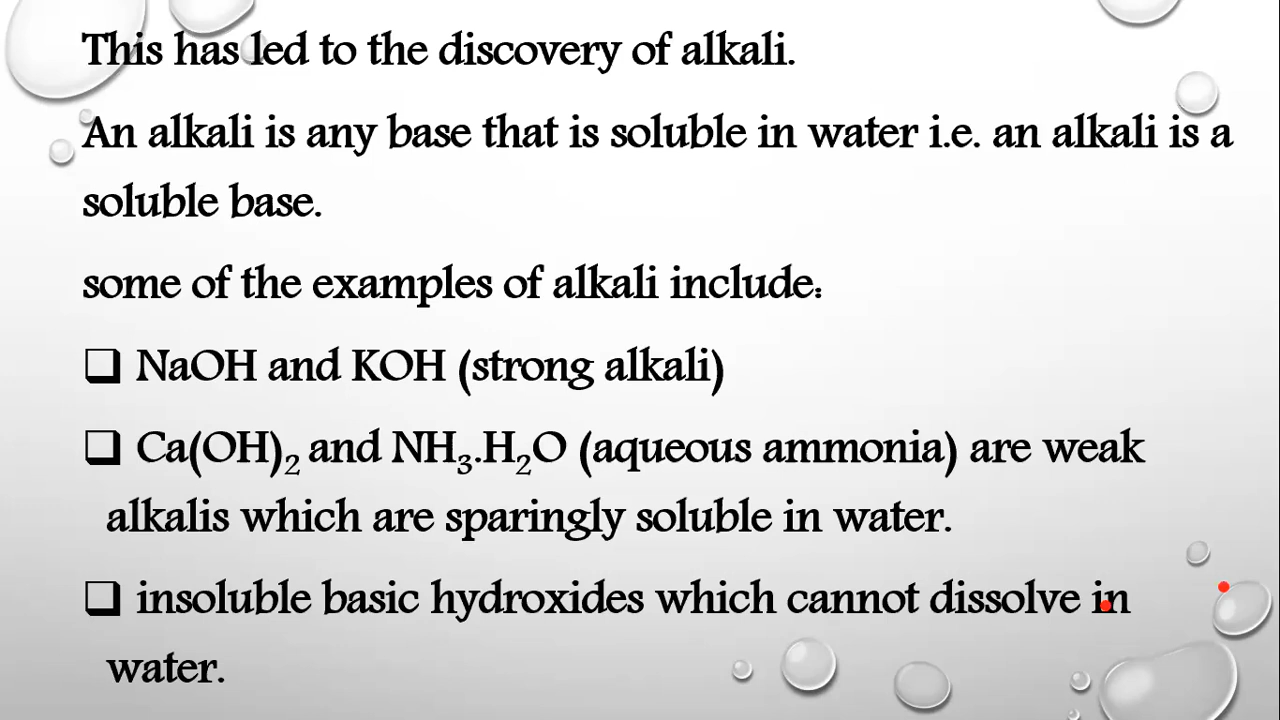 This has led to the discovery of alkali.
An alkali is any base that is soluble in water i.e. an alkali is a
soluble base.
some of the examples of alkali include:
❑ NaOH and KOH (strong alkali)
❑ Ca(OH)₂ and NH₃.H₂O (aqueous ammonia) are weak
alkalis which are sparingly soluble in water.
❑ insoluble basic hydroxides which cannot dissolve in
water.